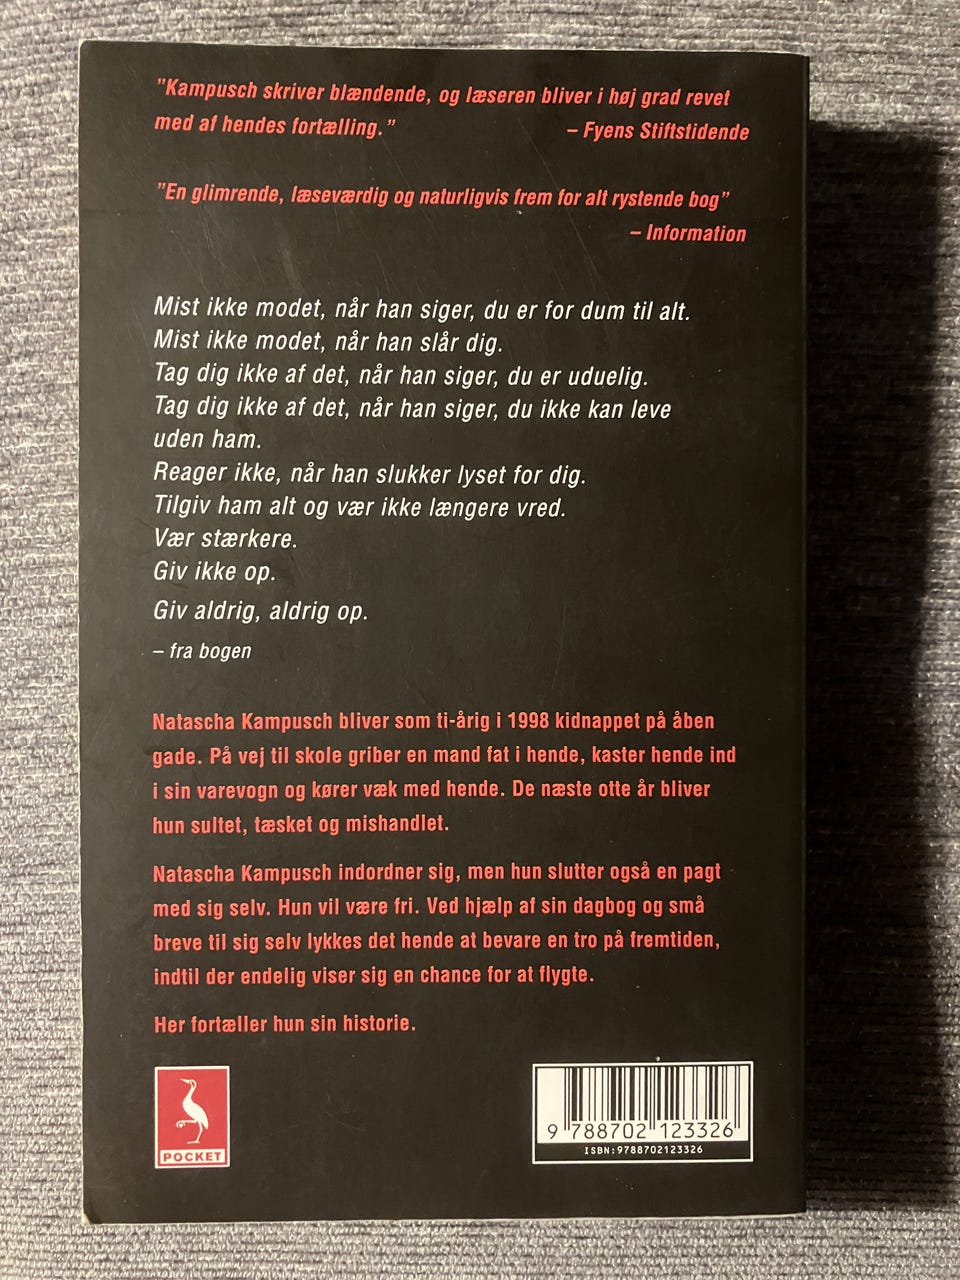 ”Kampusch skriver blændende, og læseren bliver i høj grad revet
med af hendes fortælling.” – Fyens Stiftstidende
”En glimrende, læseværdig og naturligvis frem for alt rystende bog”
– Information
Mist ikke modet, når han siger, du er for dum til alt.
Mist ikke modet, når han slår dig.
Tag dig ikke af det, når han siger, du er uduelig.
Tag dig ikke af det, når han siger, du ikke kan leve
uden ham.
Reager ikke, når han slukker lyset for dig.
Tilgiv ham alt og vær ikke længere vred.
Vær stærkere.
Giv ikke op.
Giv aldrig, aldrig op.
– fra bogen
Natascha Kampusch bliver som ti-årig i 1998 kidnappet på åben
gade. På vej til skole griber en mand fat i hende, kaster hende ind
i sin varevogn og kører væk med hende. De næste otte år bliver
hun sultet, tæsket og mishandlet.
Natascha Kampusch indordner sig, men hun slutter også en pagt
med sig selv. Hun vil være fri. Ved hjælp af sin dagbog og små
breve til sig selv lykkes det hende at bevare en tro på fremtiden,
indtil der endelig viser sig en chance for at flygte.
Her fortæller hun sin historie.
POCKET
9 788702 123326
ISBN:9788702123326